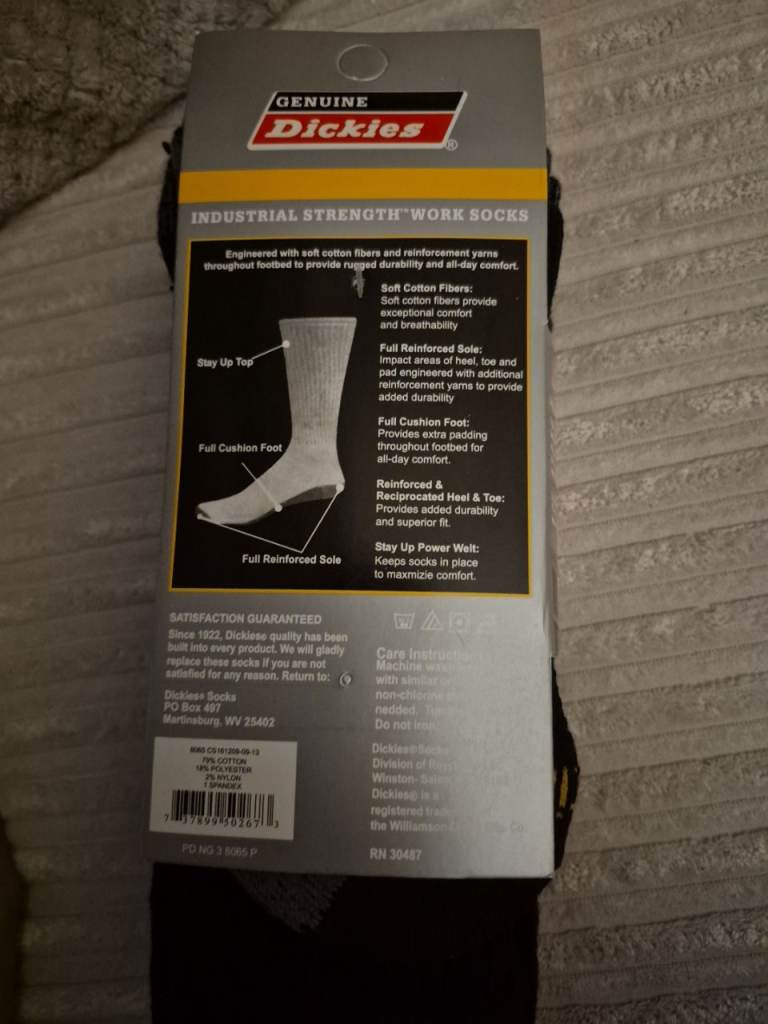 GENUINE
Dickies®
INDUSTRIAL STRENGTH™ WORK SOCKS
Engineered with soft cotton fibers and reinforcement yarns
throughout footbed to provide rugged durability and all-day comfort.
Soft Cotton Fibers:
Soft cotton fibers provide
exceptional comfort
and breathability
Full Reinforced Sole:
Impact areas of heel, toe and
pad engineered with additional
reinforcement yarns to provide
added durability
Full Cushion Foot:
Provides extra padding
throughout footbed for
all-day comfort.
Reinforced &
Reciprocated Heel & Toe:
Provides added durability
and superior fit.
Stay Up Power Welt:
Keeps socks in place
to maxmizie comfort.
Stay Up Top
Full Cushion Foot
Full Reinforced Sole
SATISFACTION GUARANTEED
Since 1922, Dickies® quality has been
built into every product. We will gladly
replace these socks if you are not
satisfied for any reason. Return to:
Dickies® Socks
PO Box 497
Martinsburg, WV 25402
79% COTTON
18% POLYESTER
2% NYLON
1 SPANDEX
7 37899 50267 3
PD NG 3 8065 P
Care
Machine
with similar
non-chlorine
nedded.
Do not iron.
Dickies® Socks
Division of
Winston-
Dickies® is a
registered
the Williamson Co
RN 30487